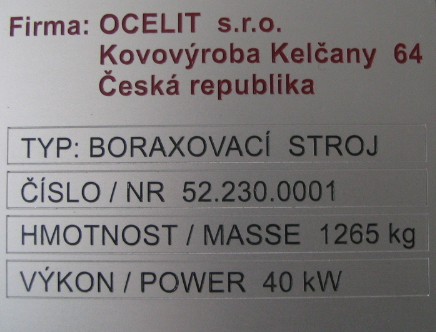 Firma: OCELIT s.r.o.
Kovovýroba Kelčany 64
Česká republika
TYP: BORAXOVACÍ STROJ
ČÍSLO / NR 52.230.0001
HMOTNOST / MASSE 1265 kg
VÝKON / POWER 40 kW